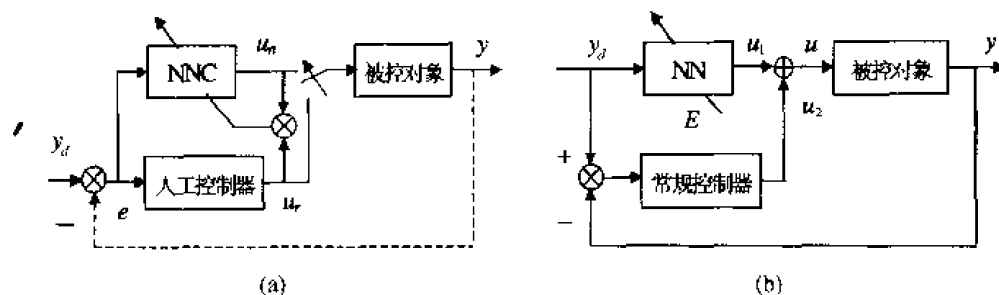 u_n
NNC
y
被控对象
y_d
e
人工控制器
u_r
(a)
y_d
NN
u_1
u
被控对象
y
E
u_2
+
常规控制器
−
−
(b)